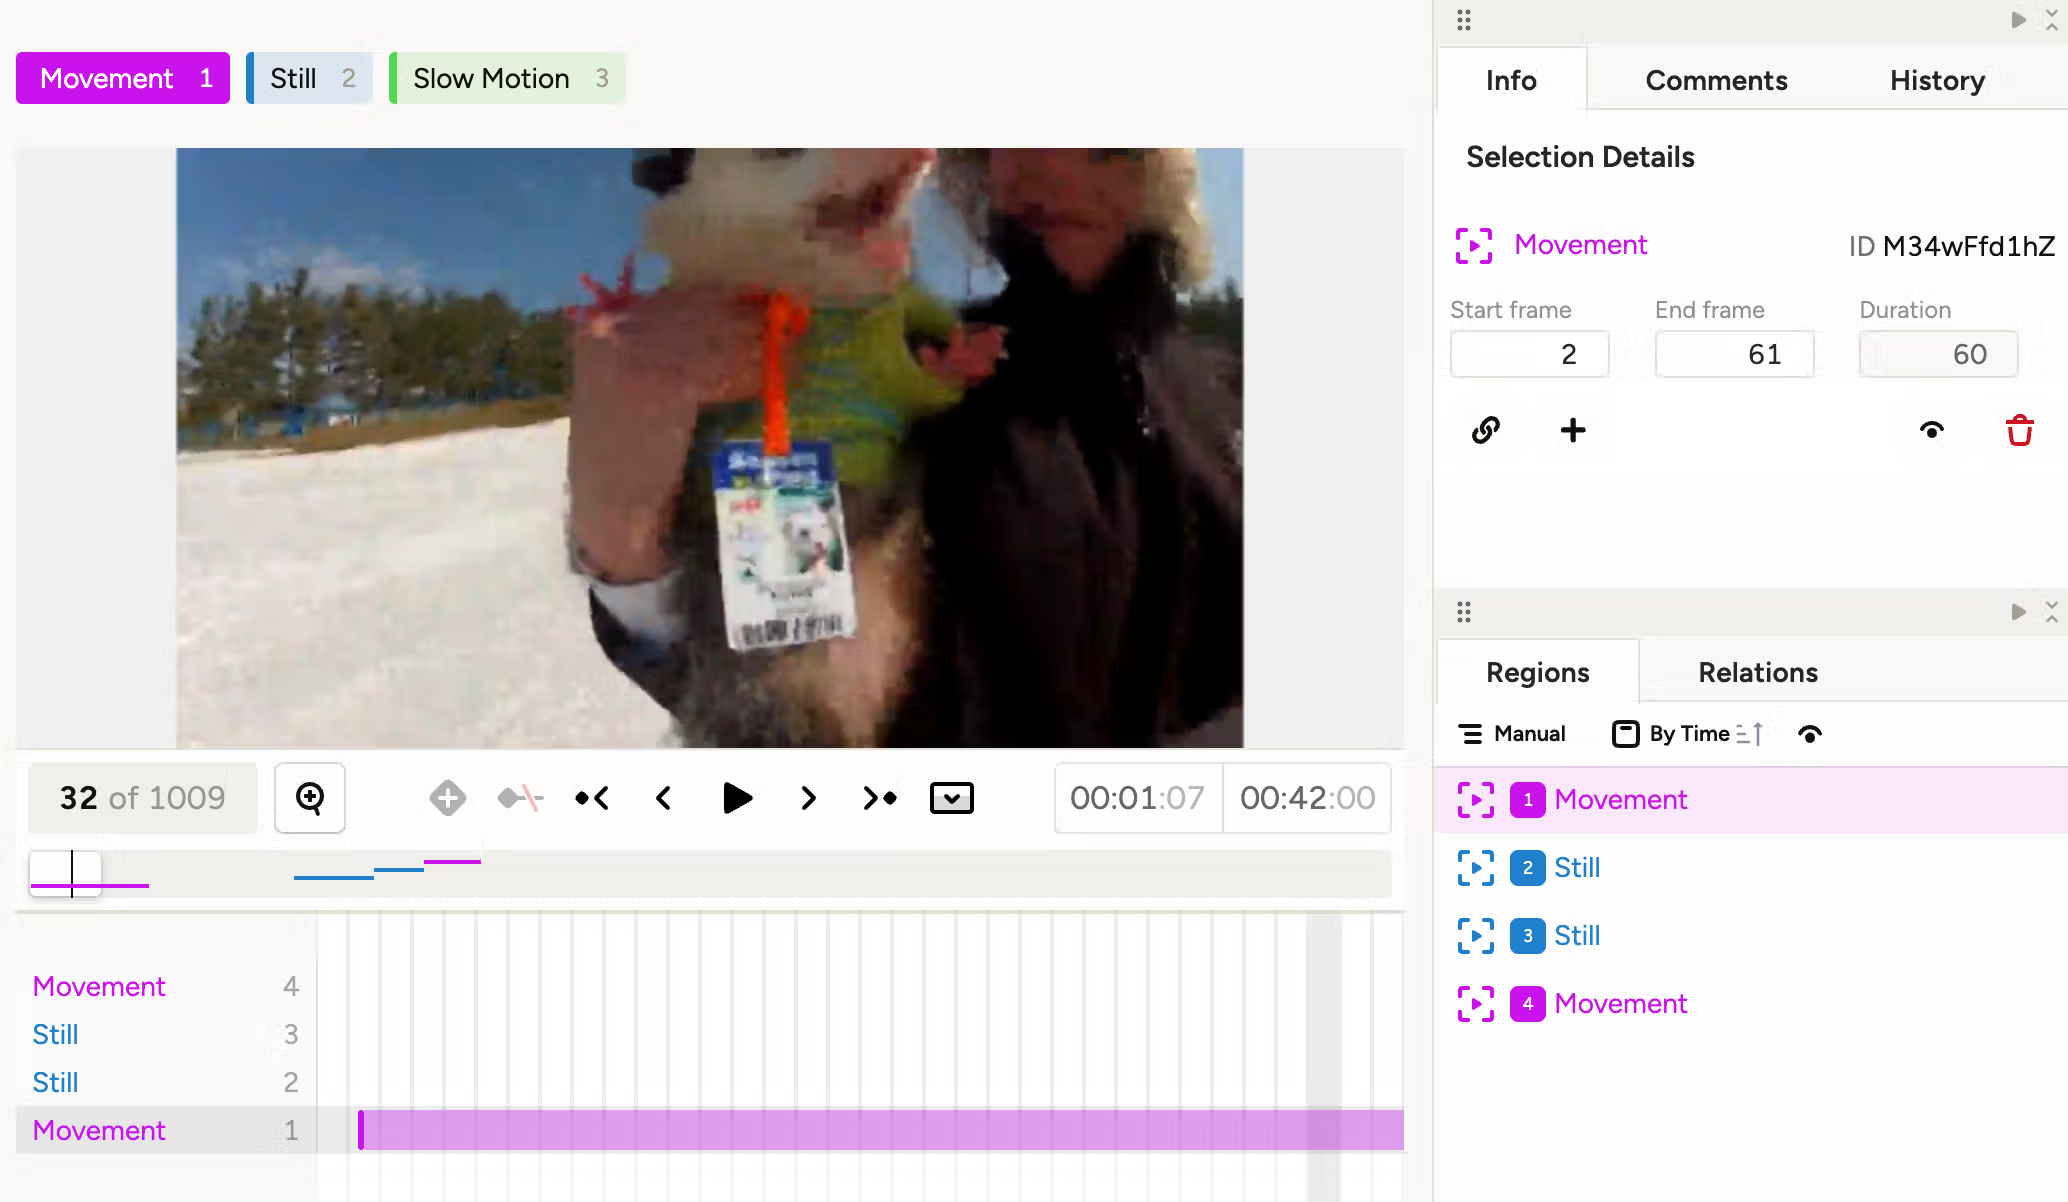 Movement 1
Still 2
Slow Motion 3
32 of 1009
00:01:07
00:42:00
Movement 4
Still 3
Still 2
Movement 1
Info
Comments
History
Selection Details
Movement
ID M34wFfd1hZ
Start frame
End frame
Duration
2
61
60
Regions
Relations
Manual
By Time
1 Movement
2 Still
3 Still
4 Movement